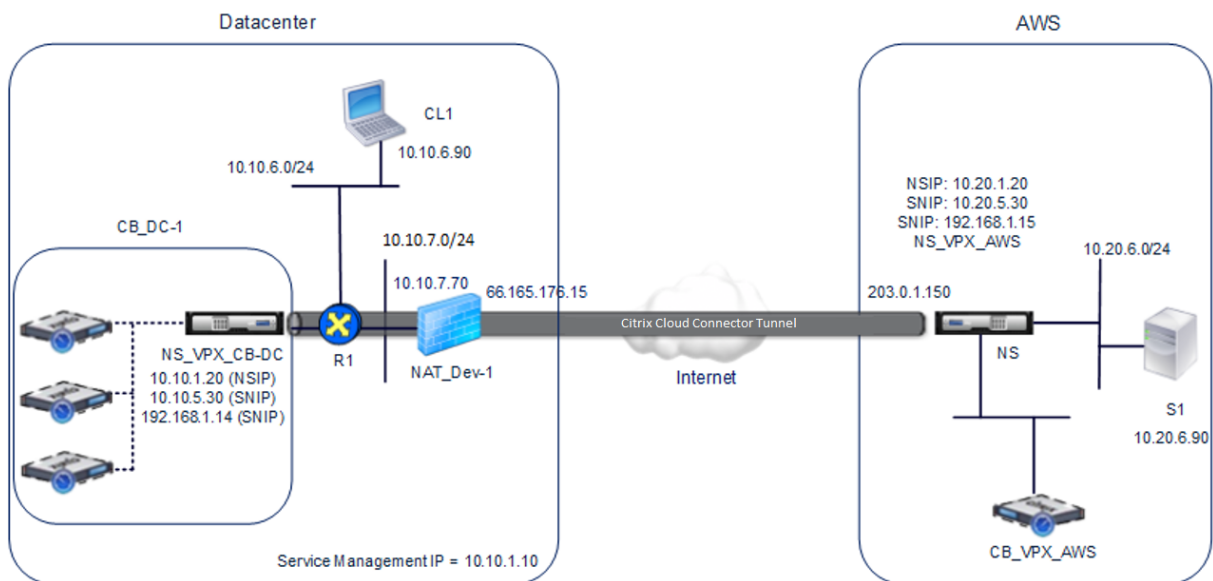 Datacenter
AWS
CL1
10.10.6.90
10.10.6.0/24
CB_DC-1
10.10.7.0/24
10.10.7.70
66.165.176.15
Citrix Cloud Connector Tunnel
Internet
203.0.1.150
NSIP: 10.20.1.20
SNIP: 10.20.5.30
SNIP: 192.168.1.15
NS_VPX_AWS
10.20.6.0/24
NS_VPX_CB-DC
10.10.1.20 (NSIP)
10.10.5.30 (SNIP)
192.168.1.14 (SNIP)
R1
NAT_Dev-1
NS
S1
10.20.6.90
CB_VPX_AWS
Service Management IP = 10.10.1.10